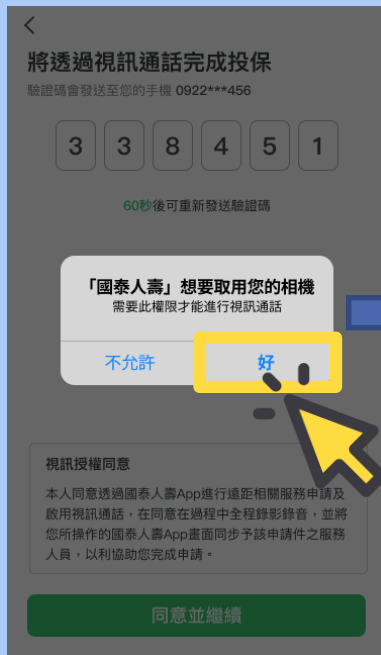 將透過視訊通話完成投保
驗證碼會發送至您的手機 0922***456
3 3 8 4 5 1
60秒後可重新發送驗證碼
「國泰人壽」想要取用您的相機
需要此權限才能進行視訊通話
不允許 好
視訊授權同意
本人同意透過國泰人壽App進行遠距相關服務申請及
啟用視訊通話，在同意在過程中全程錄影錄音，並將
您所操作的國泰人壽App畫面同步予該申請件之服務
人員，以利協助您完成申請。
同意並繼續